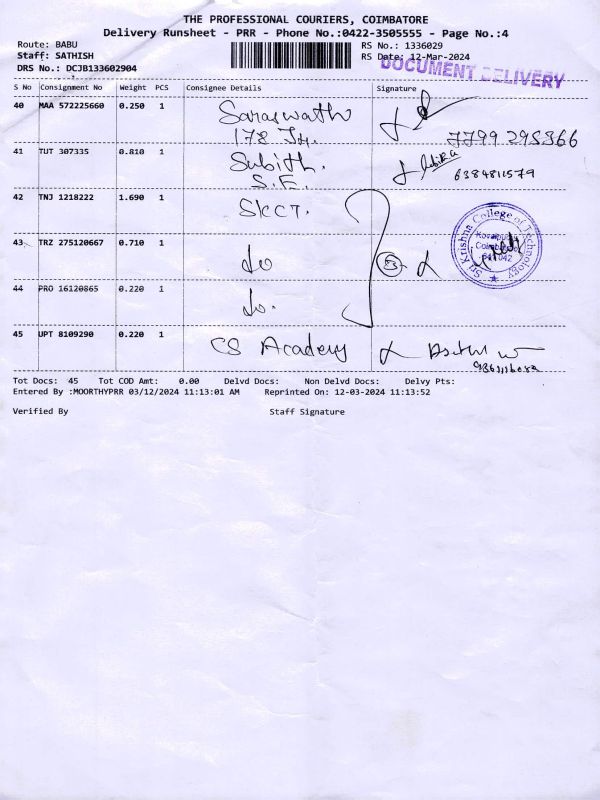 THE PROFESSIONAL COURIERS, COIMBATORE
Delivery Runsheet - PRR - Phone No.:0422-3505555 - Page No.:4
Route: BABU
Staff: SATHISH
DRS No.: DCJB133602904
RS No.: 1336029
RS Date: 12-Mar-2024
DOCUMENT DELIVERY
S No Consignment No Weight PCS Consignee Details Signature
40 MAA 572225660 0.250 1 Saraswath
178
7799295366
41 TUT 307335 0.810 1 Subith.
S.E. 6384811579
42 TNJ 1218222 1.690 1 SKCT.
43 TRZ 275120667 0.710 1 do
44 PRO 16120865 0.220 1 do.
Sri Krishna College of Technology
Kovaipudur
Coimbatore
641 042
45 UPT 8109290 0.220 1 CS Academy
Tot Docs: 45 Tot COD Amt: 0.00 Delvd Docs: Non Delvd Docs: Delvy Pts:
Entered By :MOORTHYPRR 03/12/2024 11:13:01 AM Reprinted On: 12-03-2024 11:13:52
Verified By Staff Signature